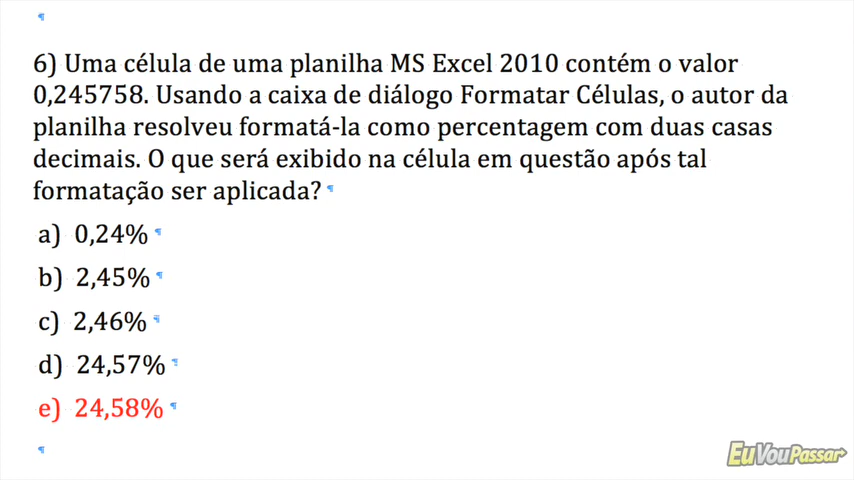 6) Uma célula de uma planilha MS Excel 2010 contém o valor
0,245758. Usando a caixa de diálogo Formatar Células, o autor da
planilha resolveu formatá-la como percentagem com duas casas
decimais. O que será exibido na célula em questão após tal
formatação ser aplicada?
a) 0,24%
b) 2,45%
c) 2,46%
d) 24,57%
e) 24,58%
EuVouPassar